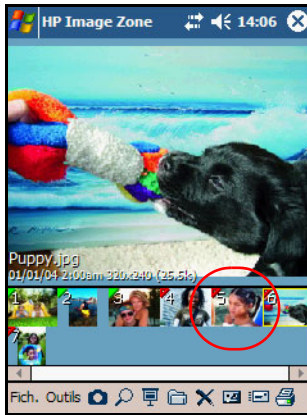 HP Image Zone 14:06
Puppy.jpg
01/01/04 2:00am 320x240 (25.5k)
1 2 3 4 5 6
7
Fich. Outils